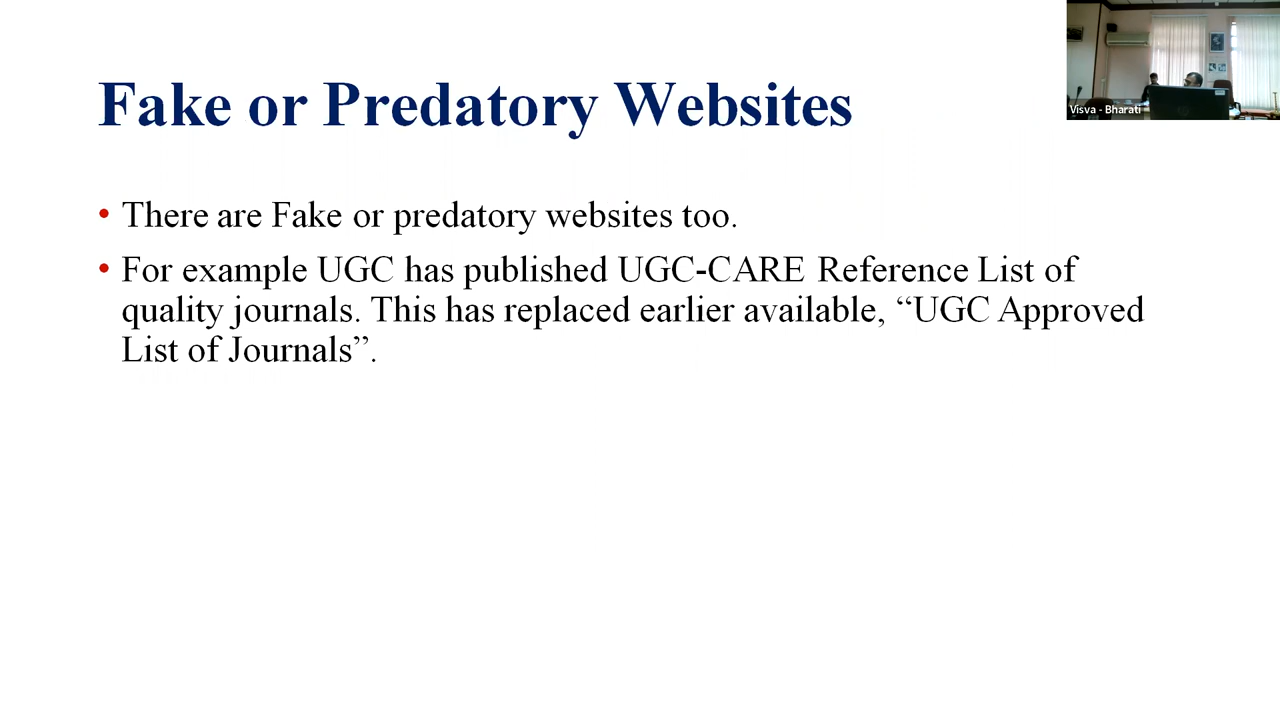 Fake or Predatory Websites
• There are Fake or predatory websites too.
• For example UGC has published UGC-CARE Reference List of
quality journals. This has replaced earlier available, “UGC Approved
List of Journals”.
Visva - Bharati